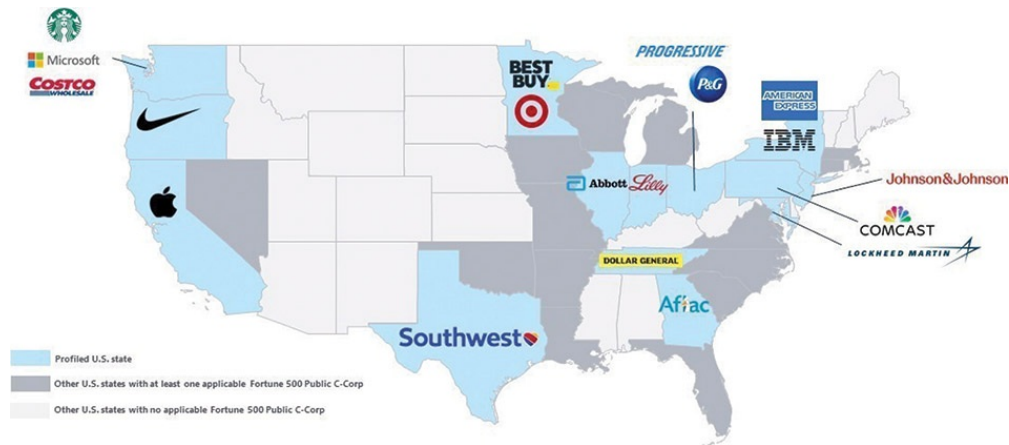 Microsoft
COSTCO
WHOLESALE
BEST
BUY
PROGRESSIVE
P&G
AMERICAN
EXPRESS
IBM
Abbott
Lilly
Johnson&Johnson
COMCAST
LOCKHEED MARTIN
DOLLAR GENERAL
Aflac
Southwest
Profiled U.S. state
Other U.S. states with at least one applicable Fortune 500 Public C-Corp
Other U.S. states with no applicable Fortune 500 Public C-Corp